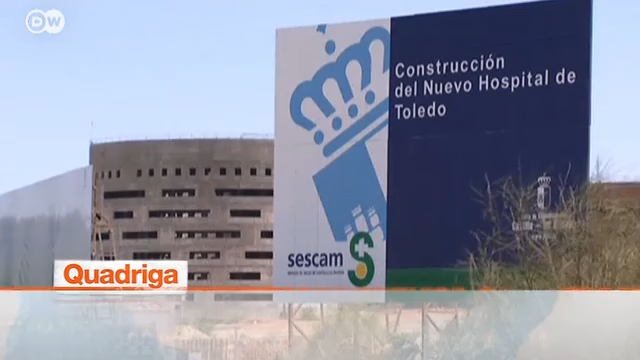 DW
Construcción
del Nuevo Hospital de
Toledo
sescam
Quadriga